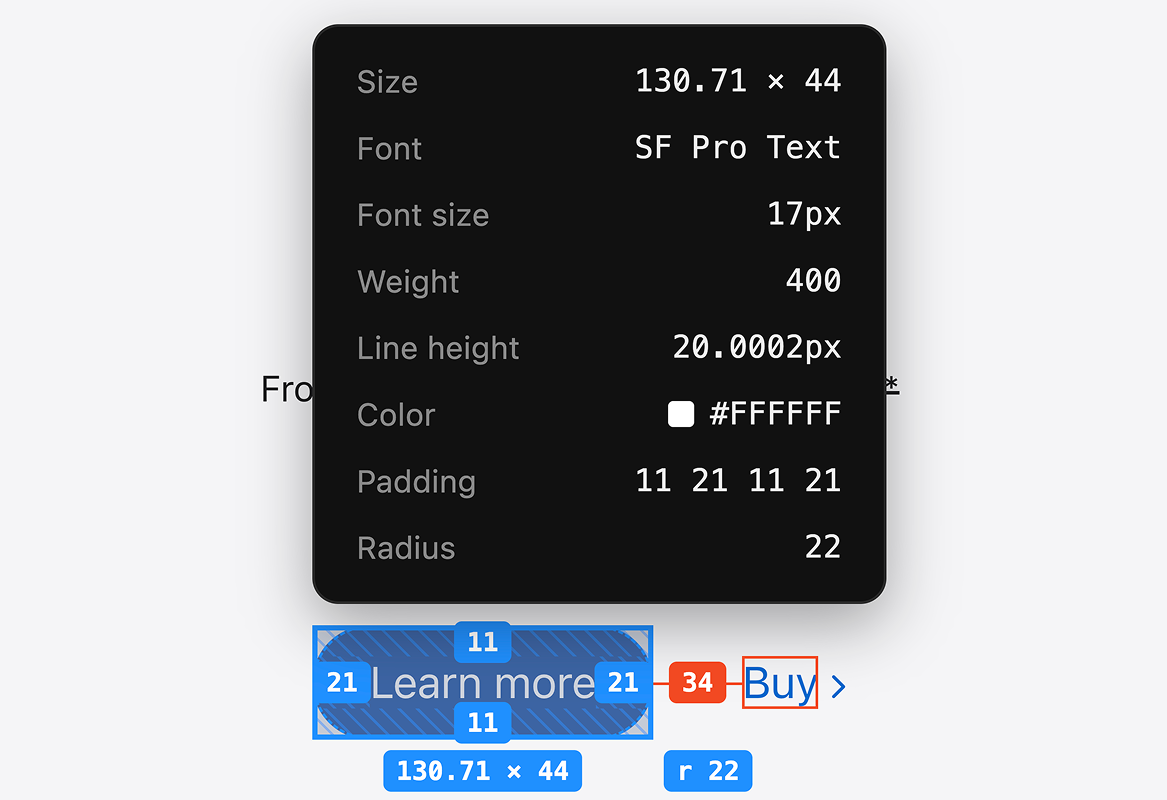 Size 130.71 × 44
Font SF Pro Text
Font size 17px
Weight 400
Line height 20.0002px
Fro *
Color #FFFFFF
Padding 11 21 11 21
Radius 22
11
21 Learn more 21 34 Buy
11
130.71 × 44 r 22